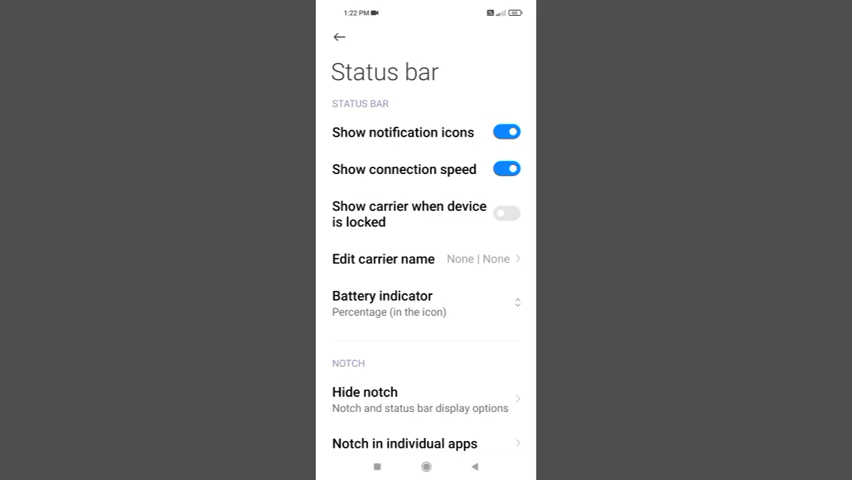 1:22 PM
Status bar
STATUS BAR
Show notification icons
Show connection speed
Show carrier when device
is locked
Edit carrier name None | None
Battery indicator
Percentage (in the icon)
NOTCH
Hide notch
Notch and status bar display options
Notch in individual apps